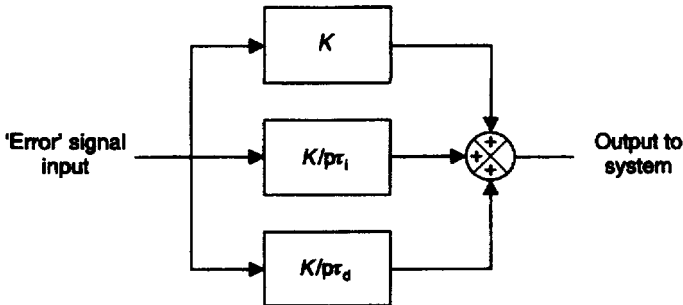 K
'Error' signal
input
K/pτi
Output to
system
K/pτd
+
+
+